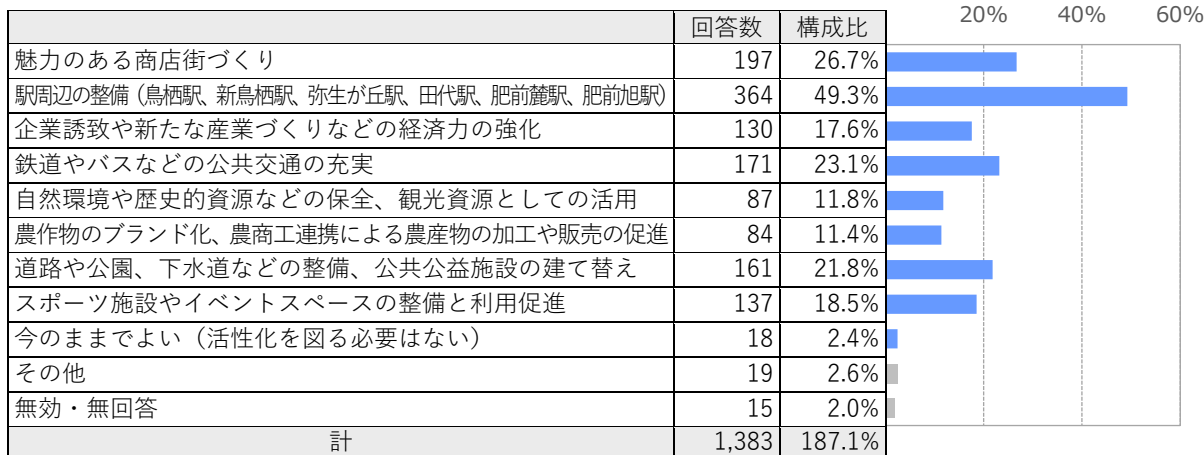 20% 40% 60%
回答数 構成比
魅力のある商店街づくり 197 26.7%
駅周辺の整備（鳥栖駅、新鳥栖駅、弥生が丘駅、田代駅、肥前麓駅、肥前旭駅） 364 49.3%
企業誘致や新たな産業づくりなどの経済力の強化 130 17.6%
鉄道やバスなどの公共交通の充実 171 23.1%
自然環境や歴史的資源などの保全、観光資源としての活用 87 11.8%
農作物のブランド化、農商工連携による農産物の加工や販売の促進 84 11.4%
道路や公園、下水道などの整備、公共公益施設の建て替え 161 21.8%
スポーツ施設やイベントスペースの整備と利用促進 137 18.5%
今のままでよい（活性化を図る必要はない） 18 2.4%
その他 19 2.6%
無効・無回答 15 2.0%
計 1,383 187.1%